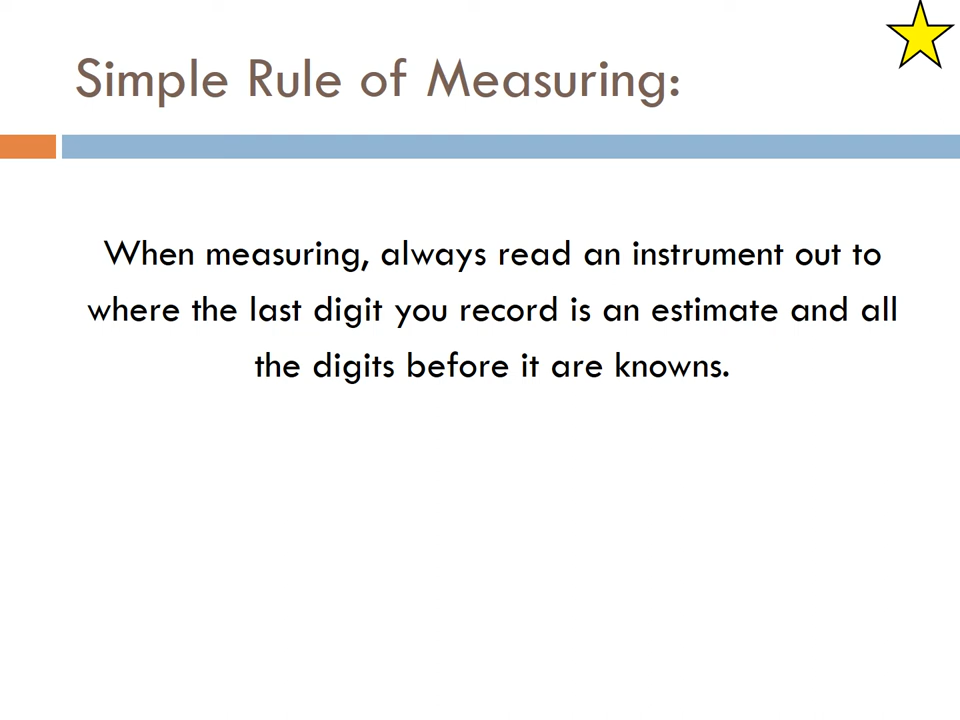 Simple Rule of Measuring:
When measuring, always read an instrument out to
where the last digit you record is an estimate and all
the digits before it are knowns.